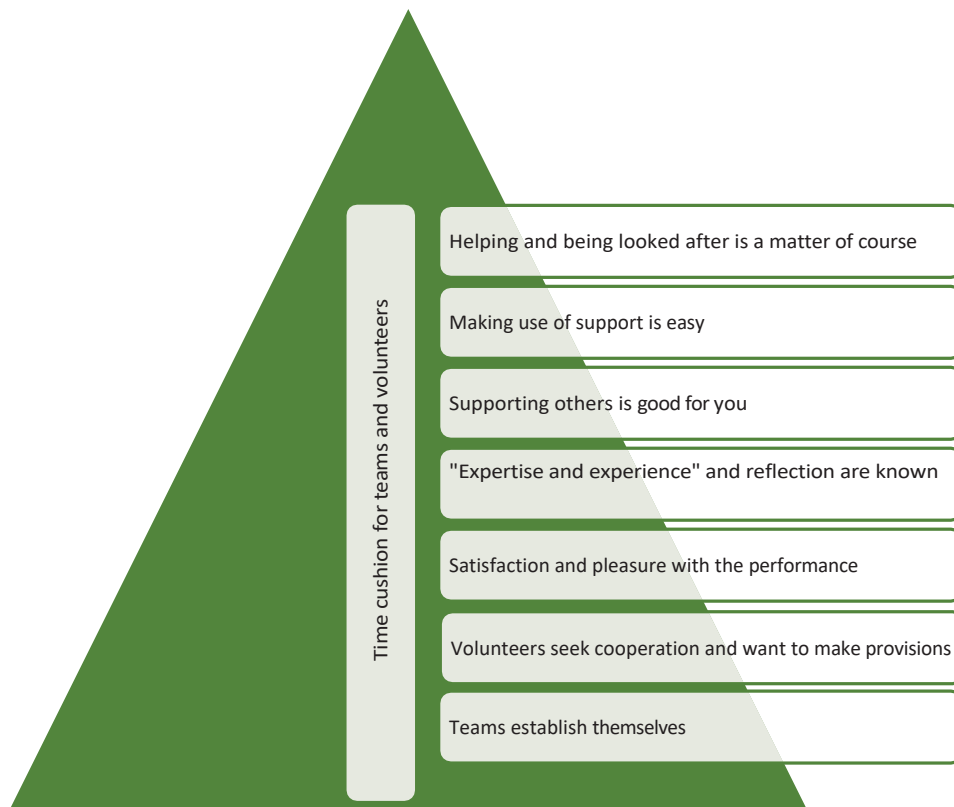 Time cushion for teams and volunteers
Helping and being looked after is a matter of course
Making use of support is easy
Supporting others is good for you
"Expertise and experience" and reflection are known
Satisfaction and pleasure with the performance
Volunteers seek cooperation and want to make provisions
Teams establish themselves